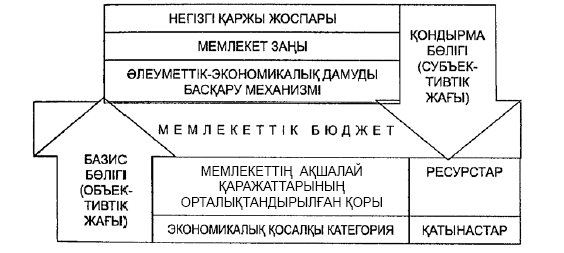 НЕГІЗГІ ҚАРЖЫ ЖОСПАРЫ
МЕМЛЕКЕТ ЗАҢЫ
ӘЛЕУМЕТТІК-ЭКОНОМИКАЛЫҚ ДАМУДЫ
БАСҚАРУ МЕХАНИЗМІ
ҚОНДЫРМА
БӨЛІГІ
(СУБЪЕК-
ТИВТІК
ЖАҒЫ)
МЕМЛЕКЕТТІК БЮДЖЕТ
БАЗИС
БӨЛІГІ
(ОБЪЕК-
ТИВТІК
ЖАҒЫ)
МЕМЛЕКЕТТІҢ АҚШАЛАЙ
ҚАРАЖАТТАРЫНЫҢ
ОРТАЛЫҚТАНДЫРЫЛҒАН ҚОРЫ
РЕСУРСТАР
ЭКОНОМИКАЛЫҚ ҚОСАЛҚЫ КАТЕГОРИЯ
ҚАТЫНАСТАР